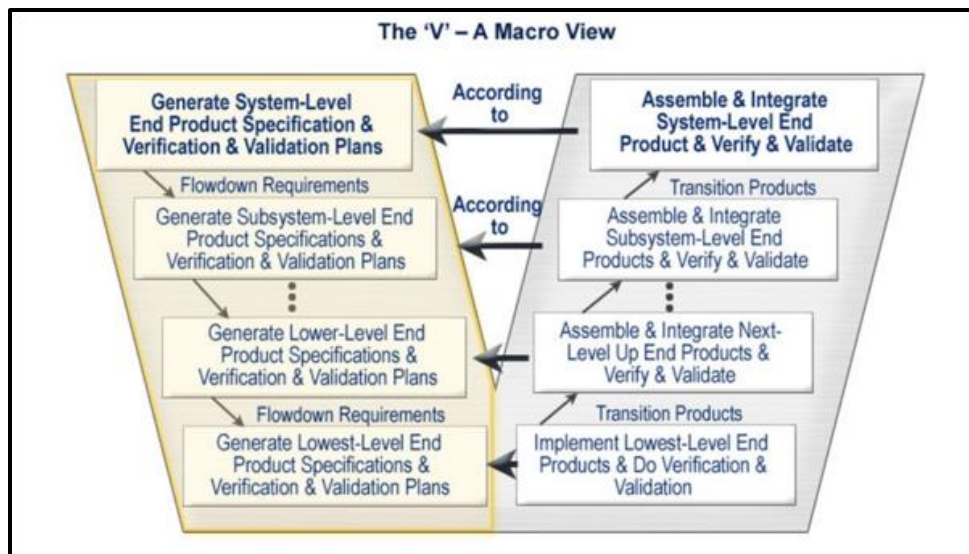 The 'V' – A Macro View
Generate System-Level
End Product Specification &
Verification & Validation Plans
According
to
Assemble & Integrate
System-Level End
Product & Verify & Validate
Flowdown Requirements
Transition Products
Generate Subsystem-Level End
Product Specifications &
Verification & Validation Plans
According
to
Assemble & Integrate
Subsystem-Level End
Products & Verify & Validate
Generate Lower-Level End
Product Specifications &
Verification & Validation Plans
Assemble & Integrate Next-
Level Up End Products &
Verify & Validate
Flowdown Requirements
Transition Products
Generate Lowest-Level End
Product Specifications &
Verification & Validation Plans
Implement Lowest-Level End
Products & Do Verification &
Validation